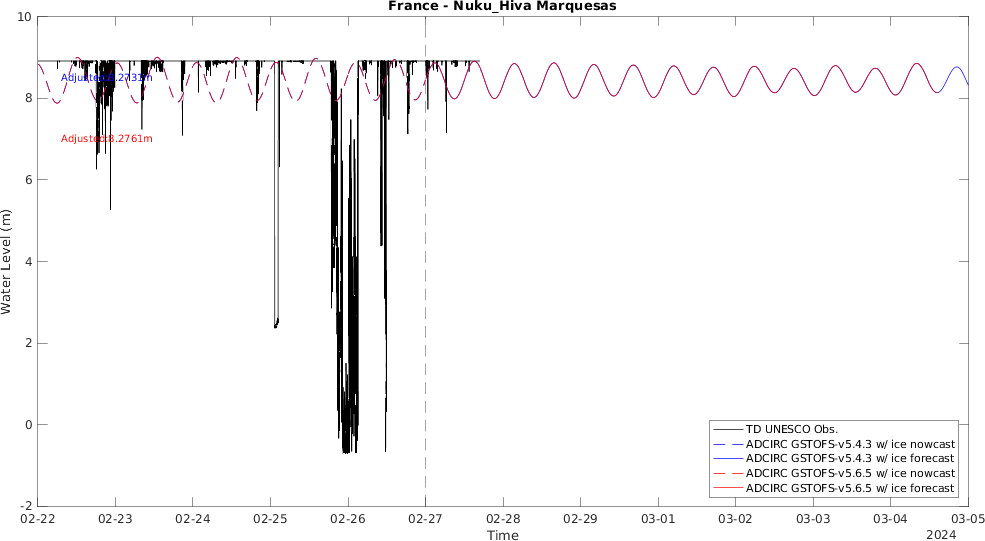 France - Nuku_Hiva Marquesas
10
8
6
4
2
0
-2
Water Level (m)
Adjusted:8.2761m
02-22
02-23
02-24
02-25
02-26
02-27
02-28
02-29
03-01
03-02
03-03
03-04
03-05
Time
2024
TD UNESCO Obs.
ADCIRC GSTOFS-v5.4.3 w/ ice nowcast
ADCIRC GSTOFS-v5.4.3 w/ ice forecast
ADCIRC GSTOFS-v5.6.5 w/ ice nowcast
ADCIRC GSTOFS-v5.6.5 w/ ice forecast